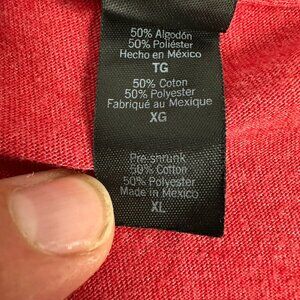 50% Algodón
50% Poliéster
Hecho en México
TG
50% Coton
50% Polyester
Fabriqué au Mexique
XG
Pre-shrunk
50% Cotton
50% Polyester
Made in Mexico
XL